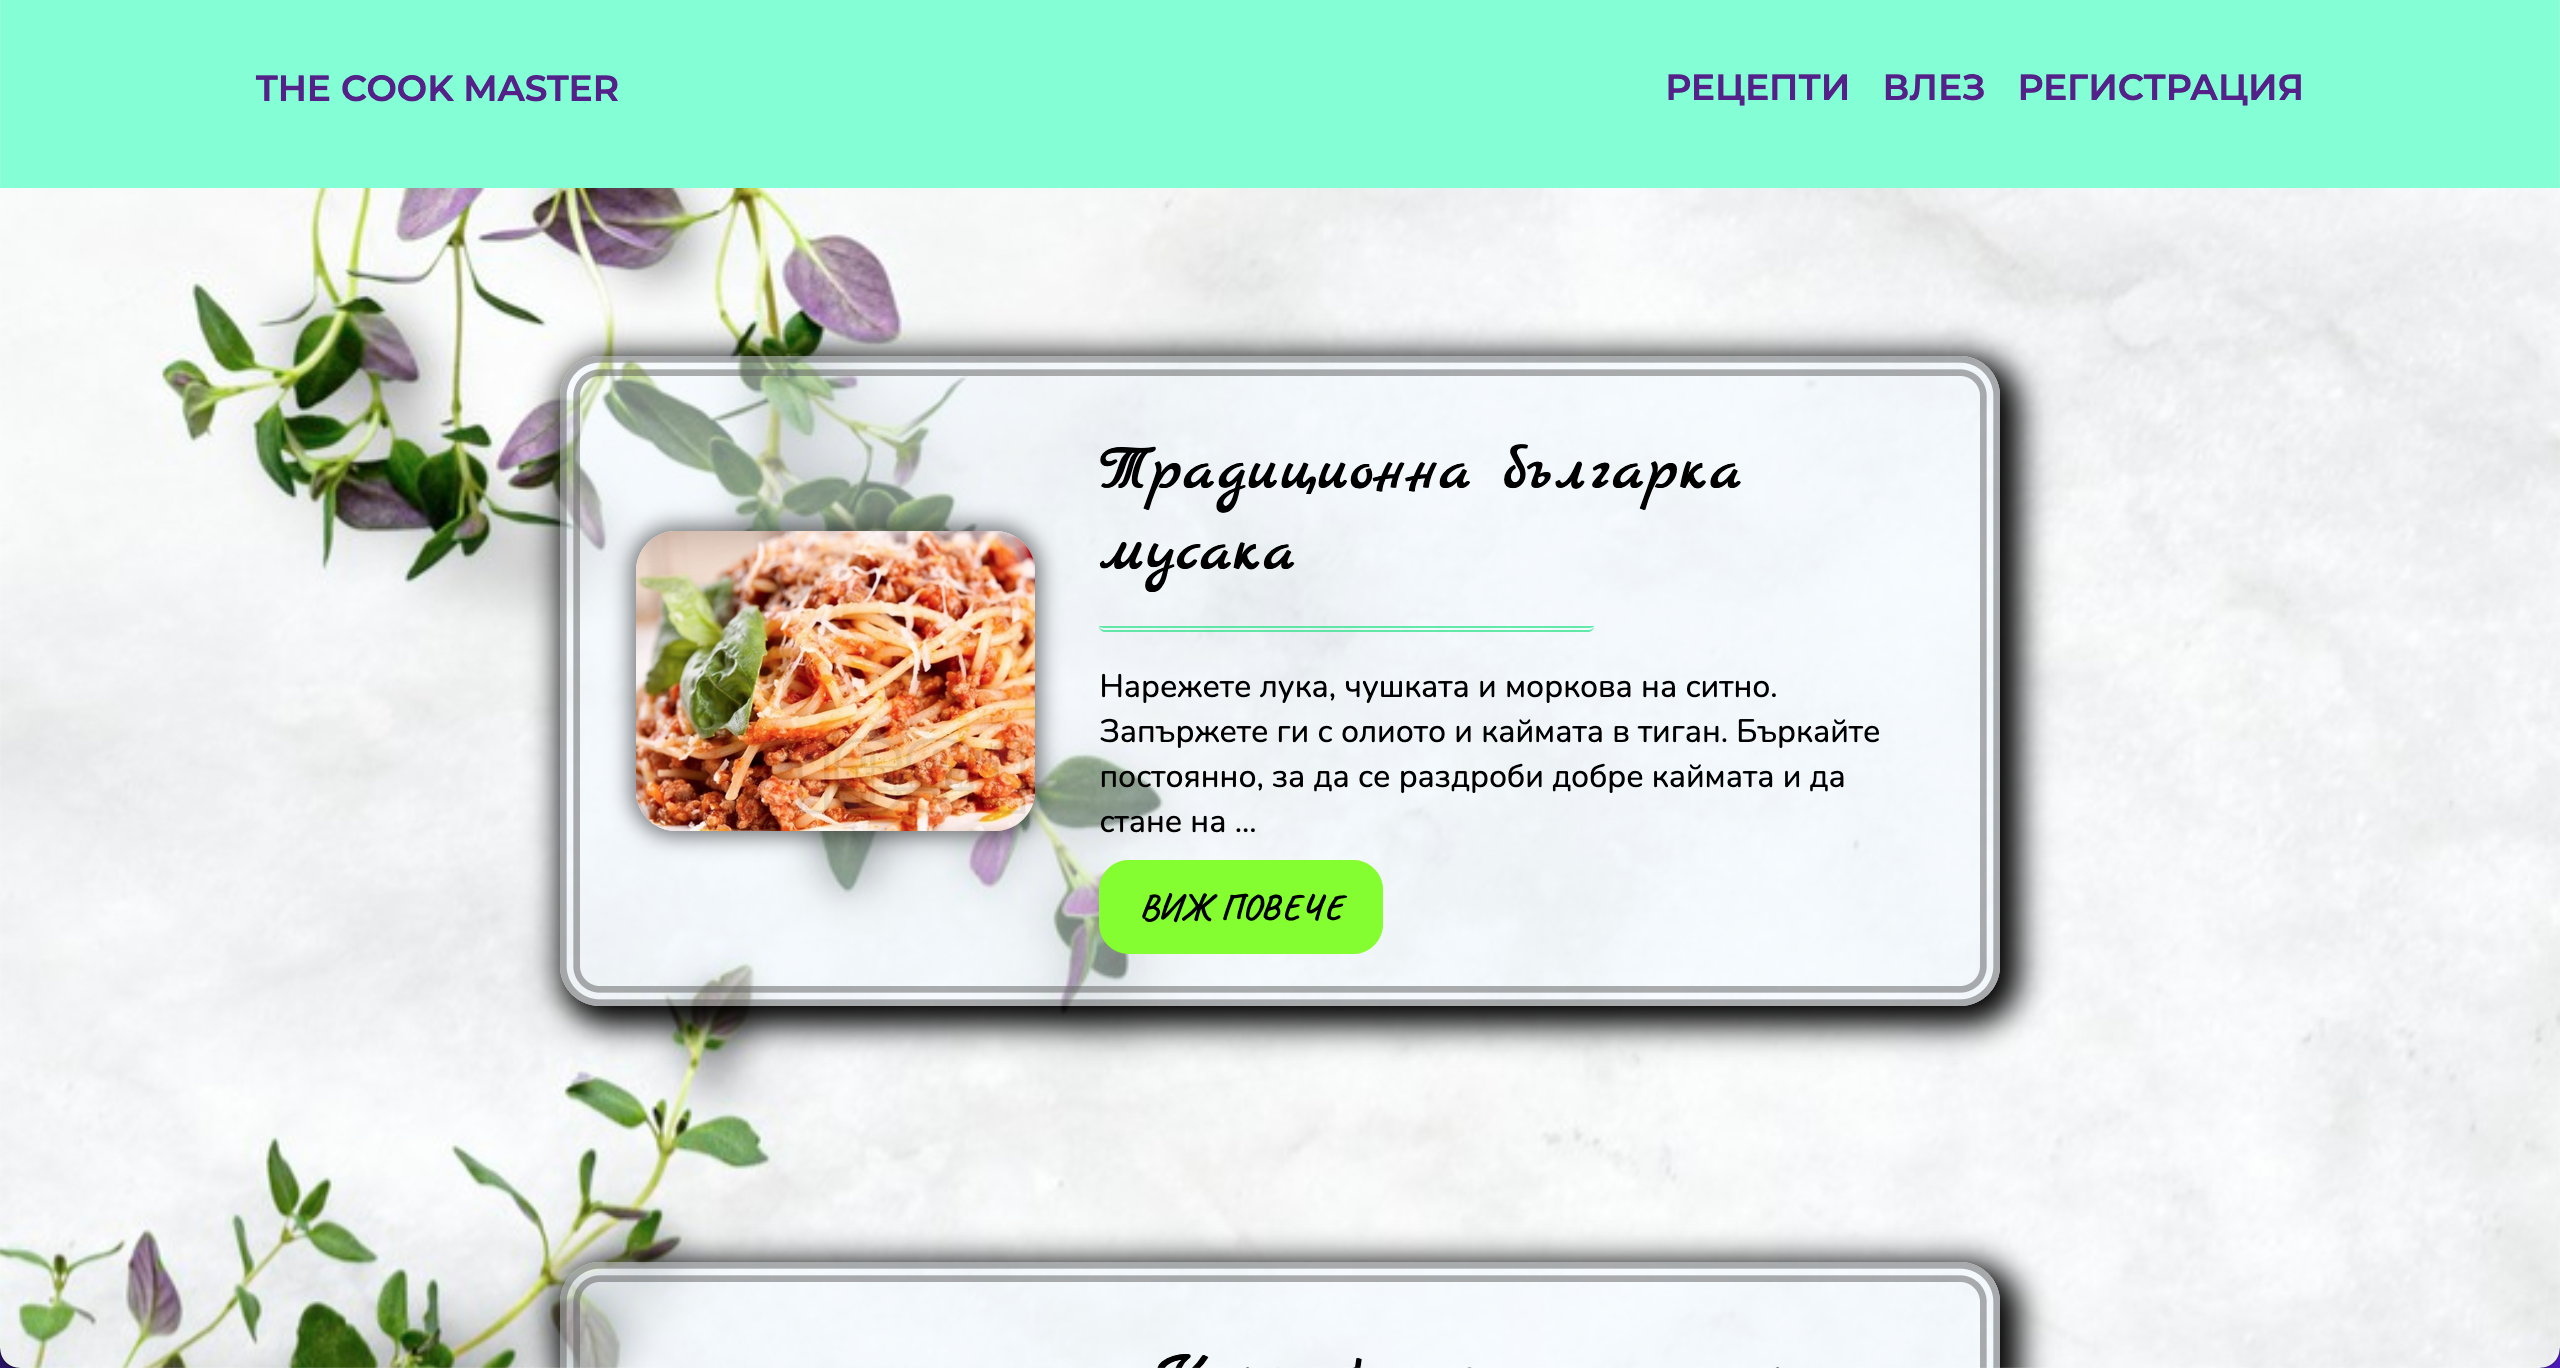 THE COOK MASTER
РЕЦЕПТИ ВЛЕЗ РЕГИСТРАЦИЯ
Традиционна българка
мусака
Нарежете лука, чушката и моркова на ситно.
Запържете ги с олиото и каймата в тиган. Бъркайте
постоянно, за да се раздроби добре каймата и да
стане на ...
ВИЖ ПОВЕЧЕ